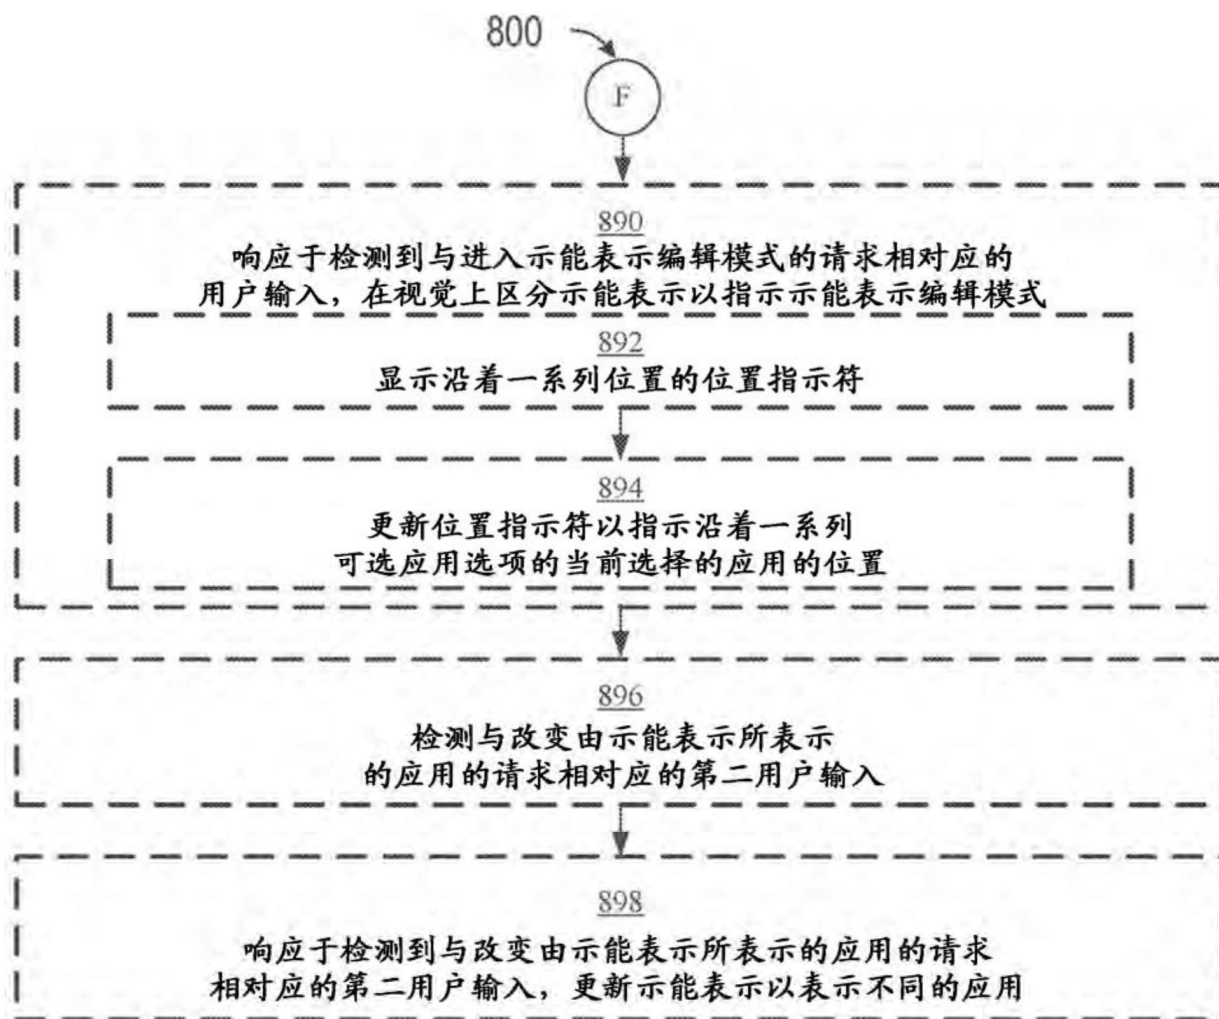 800
F
890
响应于检测到与进入示能表示编辑模式的请求相对应的
用户输入，在视觉上区分示能表示以指示示能表示编辑模式
892
显示沿着一系列位置的位置指示符
894
更新位置指示符以指示沿着一系列
可选应用选项的当前选择的应用的位置
896
检测与改变由示能表示所表示
的应用的请求相对应的第二用户输入
898
响应于检测到与改变由示能表示所表示的应用的请求
相对应的第二用户输入，更新示能表示以表示不同的应用